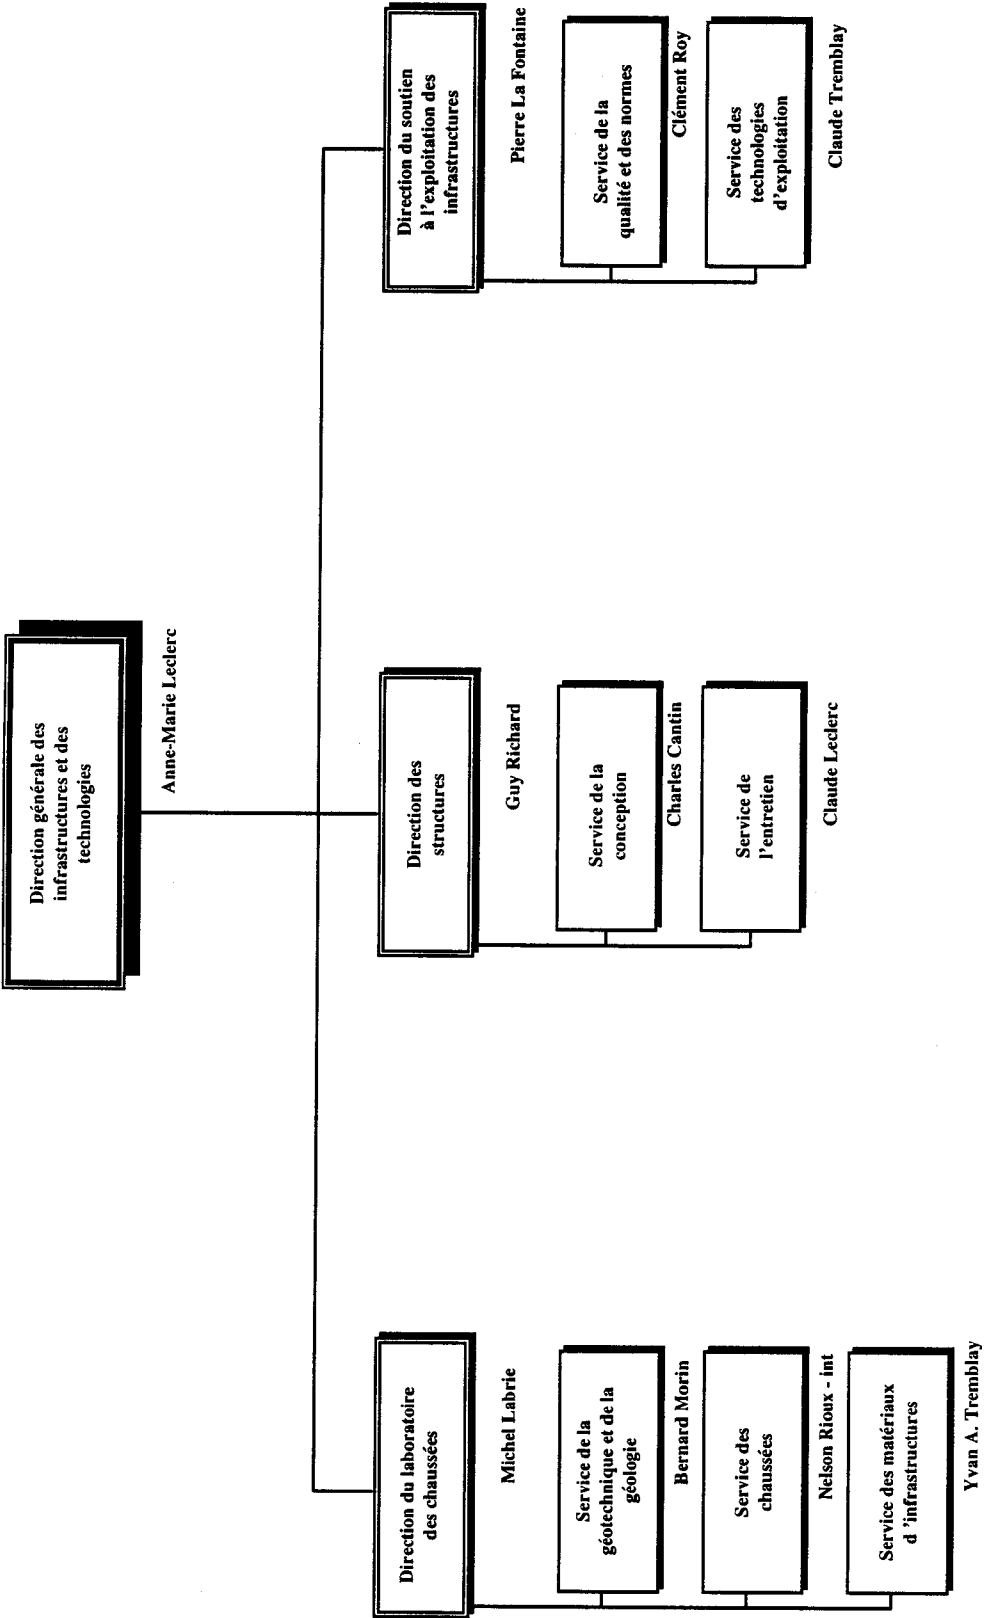 Direction générale des
infrastructures et des
technologies
Anne-Marie Leclerc
Direction du laboratoire
des chaussées
Michel Labrie
Service de la
géotechnique et de la
géologie
Bernard Morin
Service des
chaussées
Nelson Rioux - int
Service des matériaux
d 'infrastructures
Yvan A. Tremblay
Direction des
structures
Guy Richard
Service de la
conception
Charles Cantin
Service de
l'entretien
Claude Leclerc
Direction du soutien
à l'exploitation des
infrastructures
Pierre La Fontaine
Service de la
qualité et des normes
Clément Roy
Service des
technologies
d'exploitation
Claude Tremblay